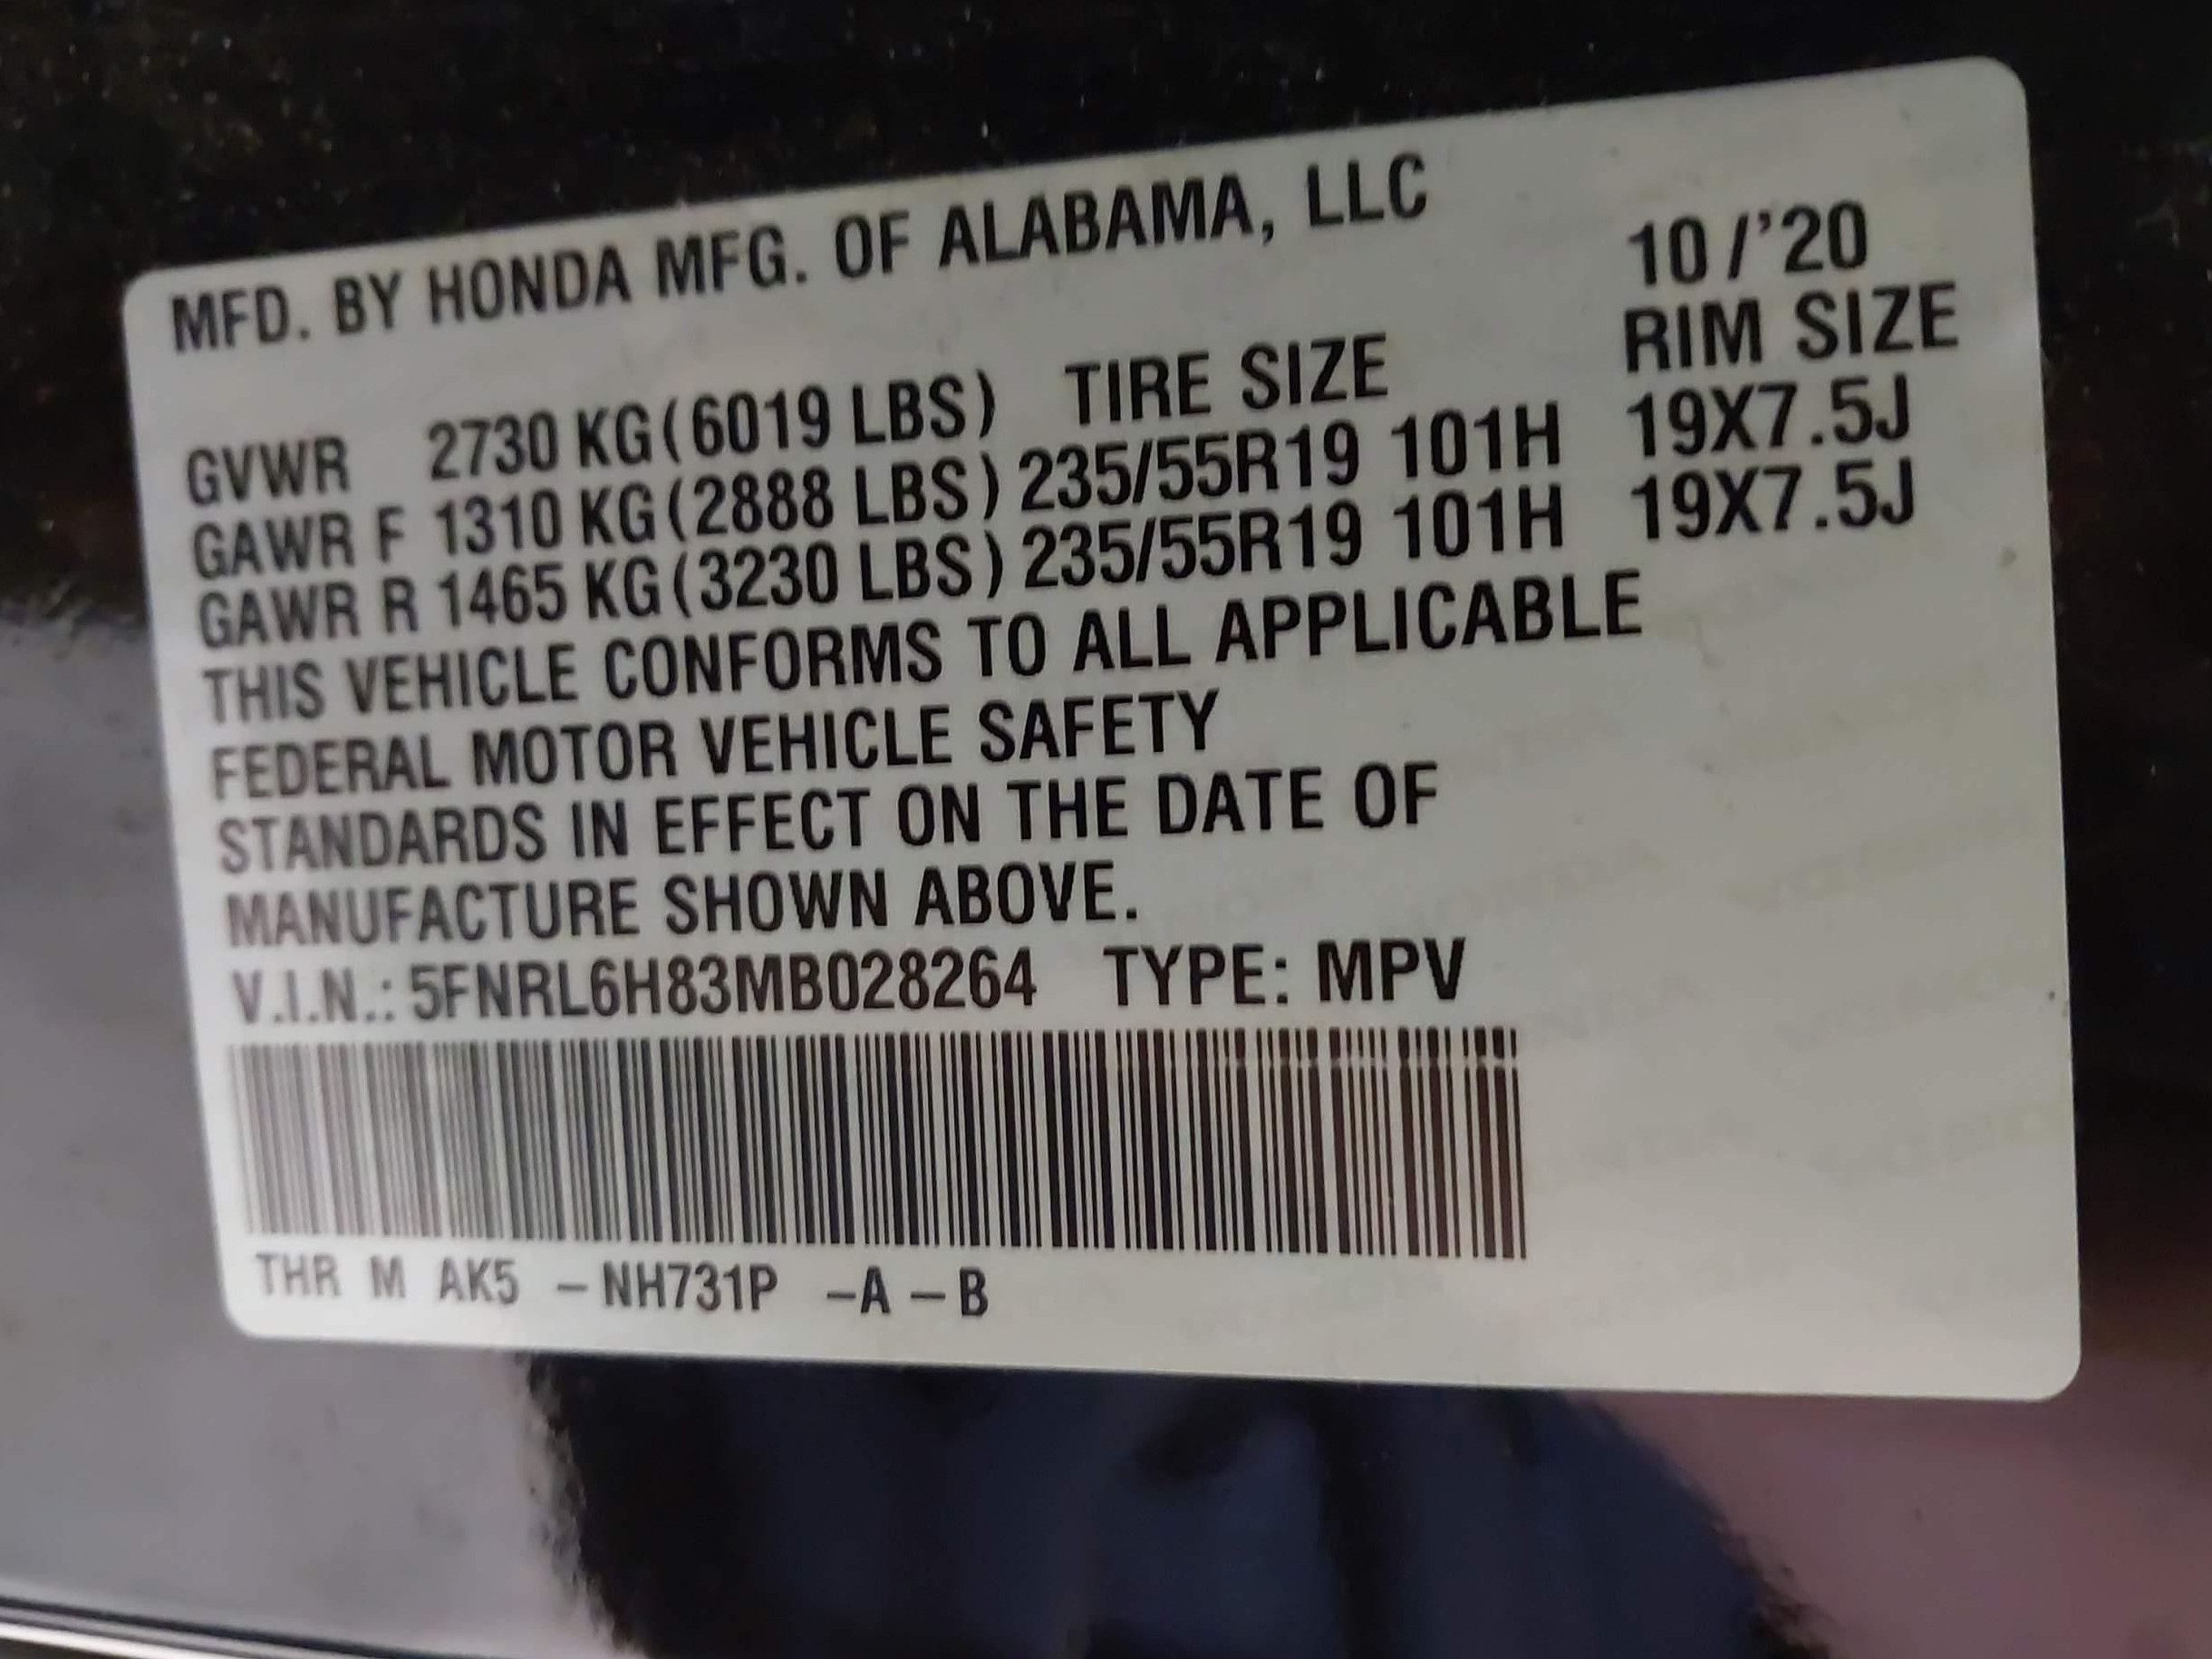 MFD. BY HONDA MFG. OF ALABAMA, LLC 10/'20
GVWR 2730 KG(6019 LBS) TIRE SIZE RIM SIZE
GAWR F 1310 KG(2888 LBS) 235/55R19 101H 19X7.5J
GAWR R 1465 KG(3230 LBS) 235/55R19 101H 19X7.5J
THIS VEHICLE CONFORMS TO ALL APPLICABLE
FEDERAL MOTOR VEHICLE SAFETY
STANDARDS IN EFFECT ON THE DATE OF
MANUFACTURE SHOWN ABOVE.
V.I.N.: 5FNRL6H83MB028264 TYPE: MPV
THR M AK5 –NH731P –A –B